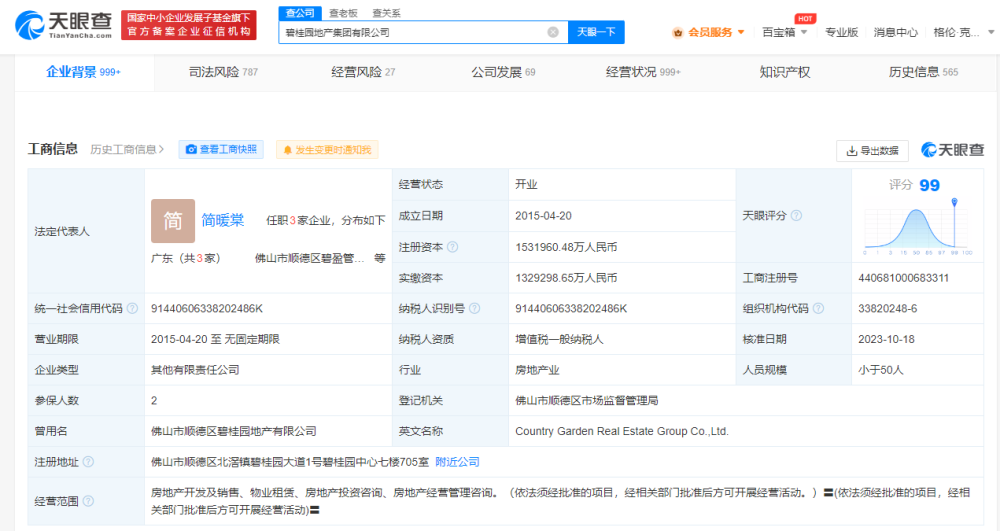 天眼查
TianYanCha.com
国家中小企业发展子基金旗下
官方备案企业征信机构
查公司 查老板 查关系
碧桂园地产集团有限公司 天眼一下
会员服务 百宝箱 HOT 专业版 消息中心 格伦·克...
企业背景 999+ 司法风险 787 经营风险 27 公司发展 69 经营状况 999+ 知识产权 历史信息 565
工商信息 历史工商信息 查看工商快照 发生变更时通知我 导出数据 天眼查
法定代表人 简 简暖棠 任职3家企业，分布如下
广东（共3家） 佛山市顺德区碧盈管... 等
经营状态 开业
成立日期 2015-04-20
注册资本 1531960.48万人民币
实缴资本 1329298.65万人民币
天眼评分 评分 99
0 1 3 15 50 85 97 99 100
工商注册号 440681000683311
统一社会信用代码 91440606338202486K 纳税人识别号 91440606338202486K 组织机构代码 33820248-6
营业期限 2015-04-20 至 无固定期限 纳税人资质 增值税一般纳税人 核准日期 2023-10-18
企业类型 其他有限责任公司 行业 房地产业 人员规模 小于50人
参保人数 2 登记机关 佛山市顺德区市场监督管理局
曾用名 佛山市顺德区碧桂园地产有限公司 英文名称 Country Garden Real Estate Group Co.,Ltd.
注册地址 佛山市顺德区北滘镇碧桂园大道1号碧桂园中心七楼705室 附近公司
经营范围 房地产开发及销售、物业租赁、房地产投资咨询、房地产经营管理咨询。（依法须经批准的项目，经相关部门批准后方可开展经营活动。）〓(依法须经批准的项目，经相
关部门批准后方可开展经营活动)〓